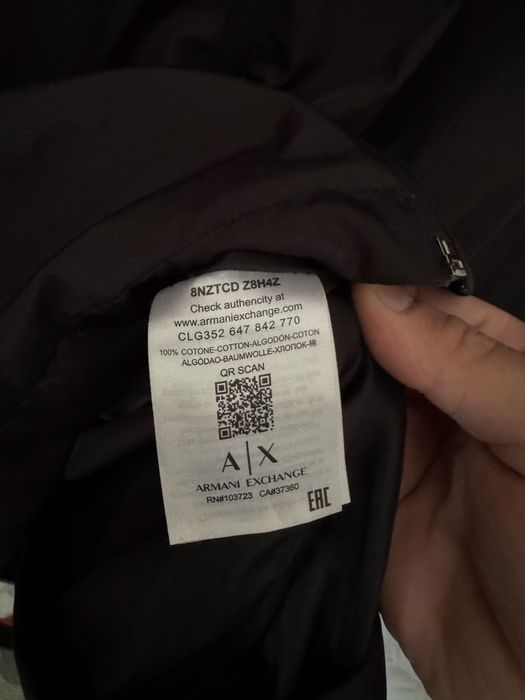 8NZTCD Z8H4Z
Check authencity at
www.armaniexchange.com
CLG352 647 842 770
100% COTONE-COTTON-ALGODÓN-COTON
ALGODAO-BAUMWOLLE-ХЛОПОК-棉
QR SCAN
A|X
ARMANI EXCHANGE
RN#103723 CA#37360
EAC